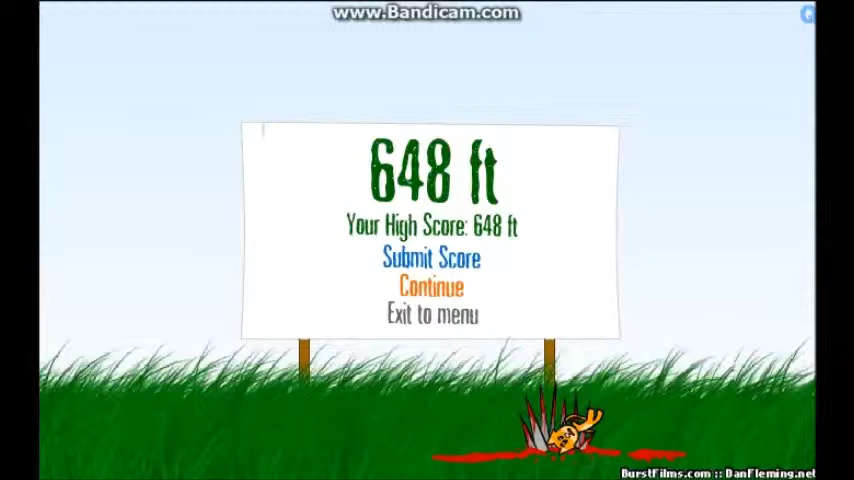 www.Bandicam.com
648 ft
Your High Score: 648 ft
Submit Score
Continue
Exit to menu
BurstFilms.com :: DanFleming.net